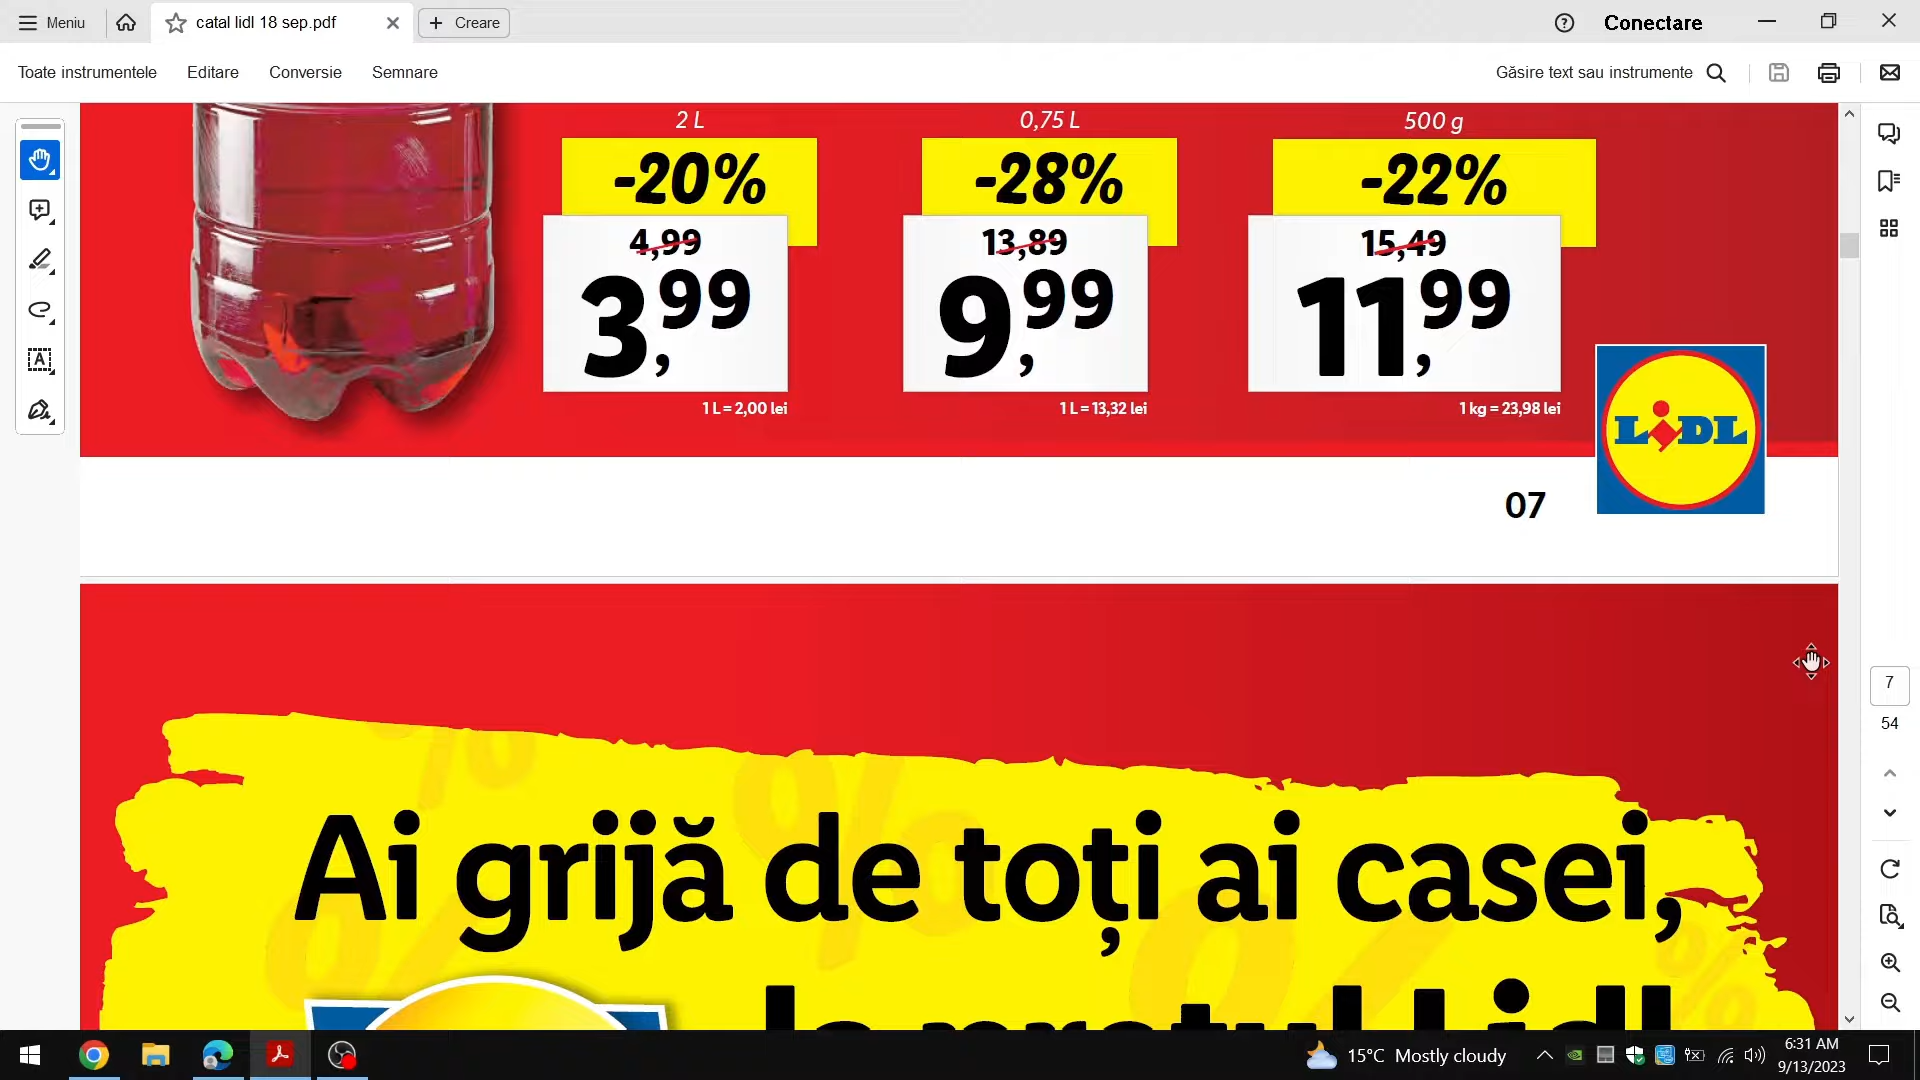 Meniu
catal lidl 18 sep.pdf
Creare
Conectare
Toate instrumentele
Editare
Conversie
Semnare
Găsire text sau instrumente
2 L
0,75 L
500 g
-20%
-28%
-22%
4,99
13,89
15,49
3,99
9,99
11,99
1 L = 2,00 lei
1 L = 13,32 lei
1 kg = 23,98 lei
LIDL
07
7
54
Ai grijă de toți ai casei,
15°C Mostly cloudy
6:31 AM
9/13/2023